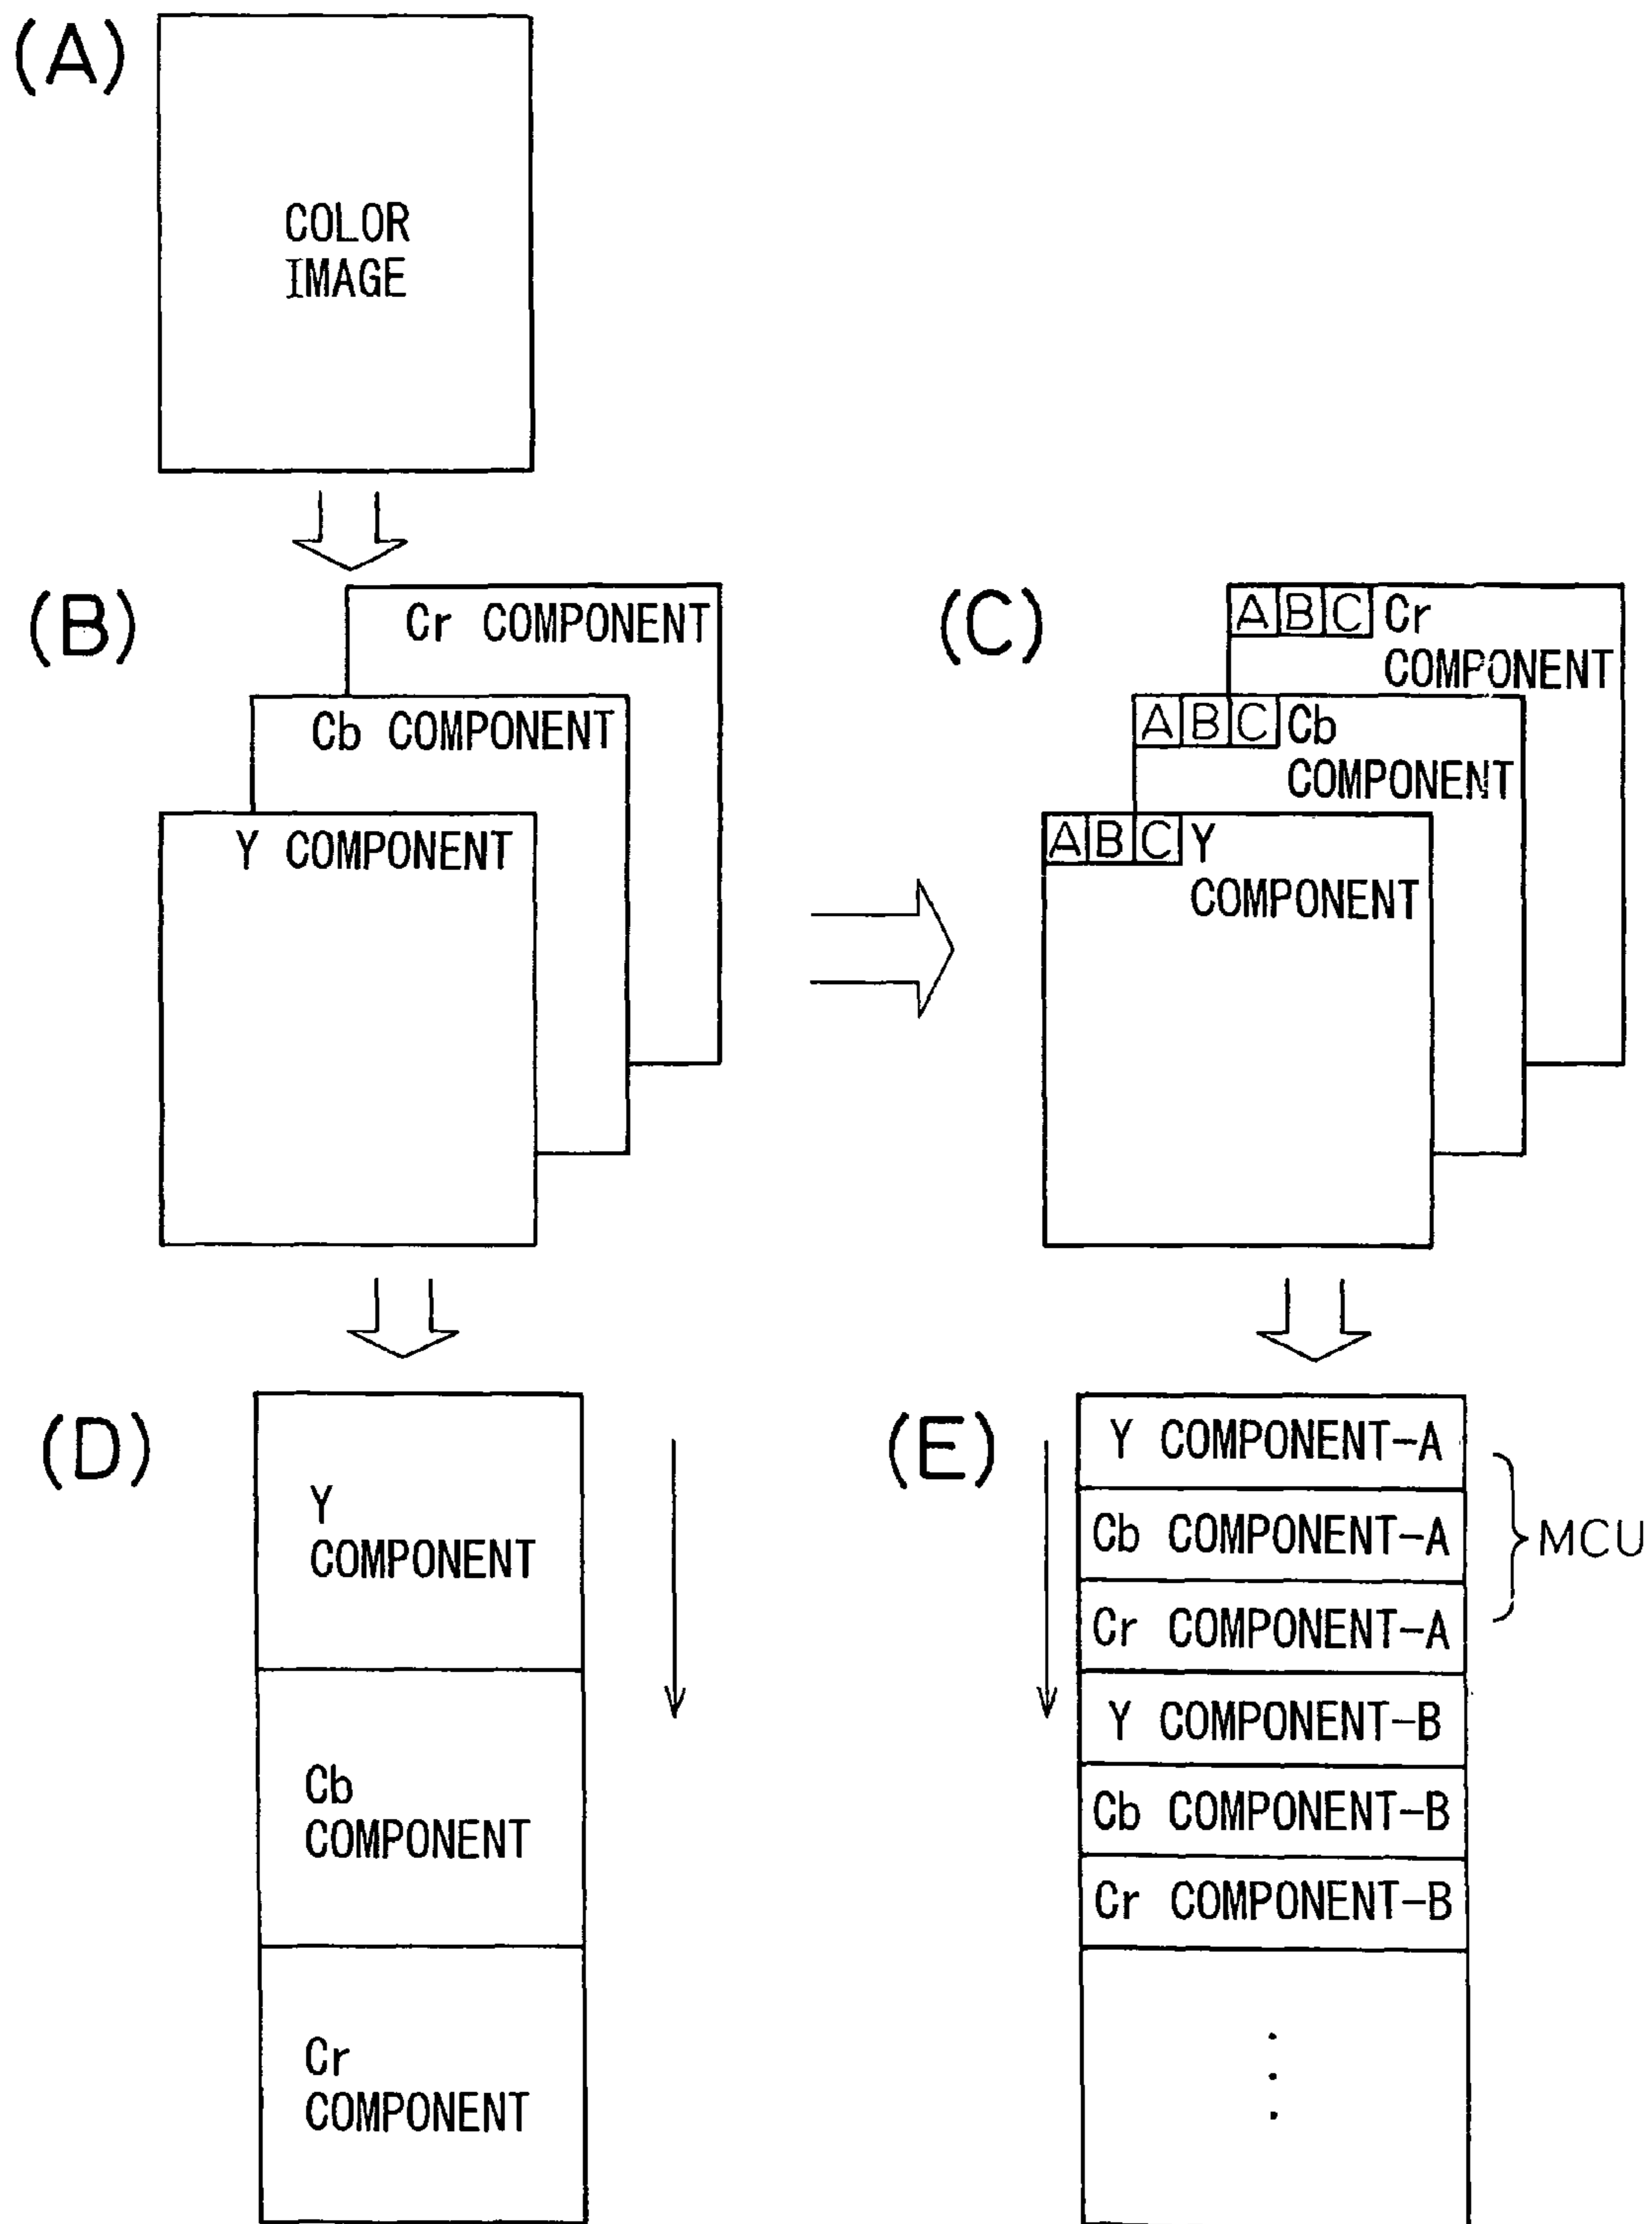 (A)
COLOR
IMAGE
(B)
Cr COMPONENT
Cb COMPONENT
Y COMPONENT
(C)
A B C Cr
COMPONENT
A B C Cb
COMPONENT
A B C Y
COMPONENT
(D)
Y
COMPONENT
Cb
COMPONENT
Cr
COMPONENT
(E)
Y COMPONENT-A
Cb COMPONENT-A
Cr COMPONENT-A
MCU
Y COMPONENT-B
Cb COMPONENT-B
Cr COMPONENT-B